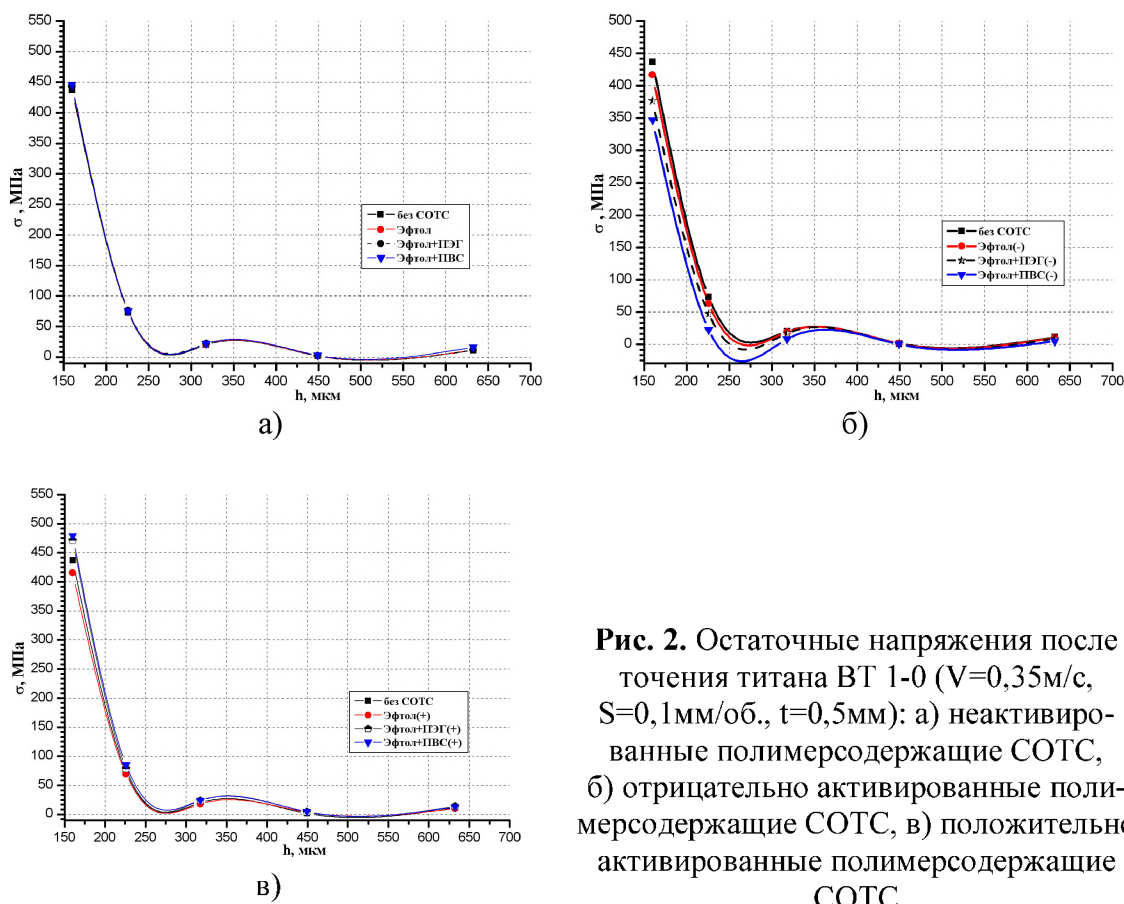 550
500
450
400
350
300
250
200
150
100
50
0
σ , МПа
без СОТС
Эфтол
Эфтол+ПЭГ
Эфтол+ПВС
150 200 250 300 350 400 450 500 550 600 650 700
h, мкм
а)
450
400
350
300
250
200
150
100
50
0
σ , МПа
без СОТС
Эфтол(-)
Эфтол+ПЭГ(-)
Эфтол+ПВС(-)
150 200 250 300 350 400 450 500 550 600 650 700
h, мкм
б)
550
500
450
400
350
300
250
200
150
100
50
0
σ, МПа
без СОТС
Эфтол(+)
Эфтол+ПЭГ(+)
Эфтол+ПВС(+)
150 200 250 300 350 400 450 500 550 600 650 700
h, мкм
в)
Рис. 2. Остаточные напряжения после
точения титана ВТ 1-0 (V=0,35м/с,
S=0,1мм/об., t=0,5мм): а) неактивиро-
ванные полимерсодержащие СОТС,
б) отрицательно активированные поли-
мерсодержащие СОТС, в) положительно
активированные полимерсодержащие
СОТС